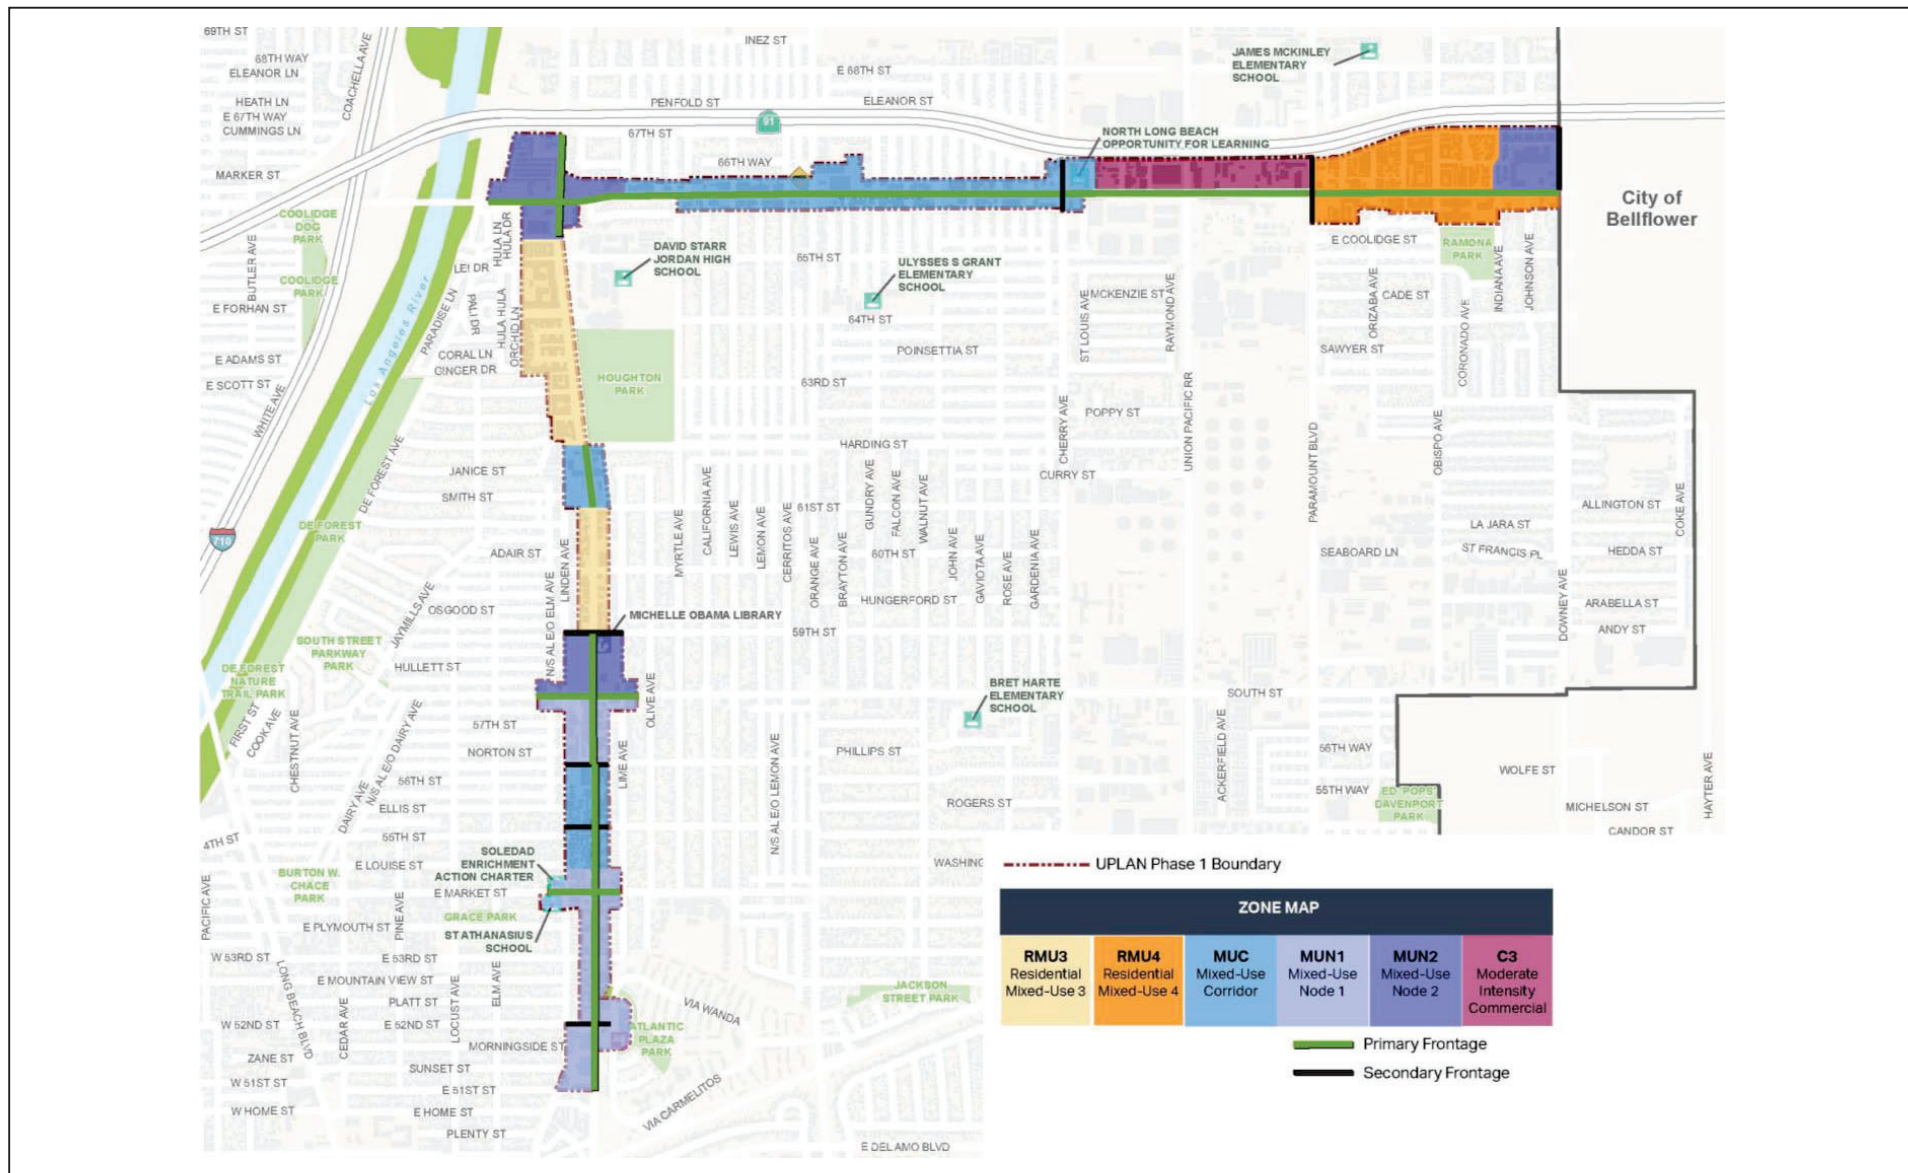 69TH ST
68TH WAY
ELEANOR LN
HEATH LN
E 67TH WAY
CUMMINGS LN
COACHELLA AVE
INEZ ST
E 68TH ST
PENFOLD ST
ELEANOR ST
91
67TH ST
66TH WAY
MARKER ST
JAMES MCKINLEY
ELEMENTARY
SCHOOL
NORTH LONG BEACH
OPPORTUNITY FOR LEARNING
City of
Bellflower
COOLIDGE
DOG
PARK
COOLIDGE
PARK
BUTLER AVE
E FORHAN ST
E ADAMS ST
E SCOTT ST
WHITE AVE
Los Angeles River
HULA LN
HULA DR
LEI DR
PALI DR
PARADISE LN
HULA HULA
ORCHID LN
CORAL LN
GINGER DR
DAVID STARR
JORDAN HIGH
SCHOOL
65TH ST
ULYSSES S GRANT
ELEMENTARY
SCHOOL
64TH ST
POINSETTIA ST
63RD ST
HOUGHTON
PARK
HARDING ST
MCKENZIE ST
ST LOUIS AVE
RAYMOND AVE
POPPY ST
CHERRY AVE
CURRY ST
UNION PACIFIC RR
PARAMOUNT BLVD
E COOLIDGE ST
RAMONA
PARK
INDIANA AVE
JOHNSON AVE
ORIZABA AVE
CADE ST
CORONADO AVE
SAWYER ST
OBISPO AVE
DE FOREST AVE
DE FOREST
PARK
710
JANICE ST
SMITH ST
ADAIR ST
OSGOOD ST
JAYMILLS AVE
N/S AL E/O ELM AVE
LINDEN AVE
MYRTLE AVE
CALIFORNIA AVE
LEWIS AVE
LEMON AVE
CERRITOS AVE
61ST ST
ORANGE AVE
BRAYTON AVE
GUNDRY AVE
FALCON AVE
WALNUT AVE
60TH ST
JOHN AVE
GAVIOTA AVE
ROSE AVE
GARDENIA AVE
HUNGERFORD ST
59TH ST
MICHELLE OBAMA LIBRARY
SEABOARD LN
LA JARA ST
ST FRANCIS PL
ALLINGTON ST
COKE AVE
HEDDA ST
DOWNEY AVE
ARABELLA ST
ANDY ST
SOUTH STREET
PARKWAY
PARK
DE FOREST
NATURE
TRAIL PARK
HULLETT ST
FIRST ST
COOK AVE
CHESTNUT AVE
N/S AL E/O DAIRY AVE
DAIRY AVE
57TH ST
NORTON ST
56TH ST
ELLIS ST
55TH ST
E LOUISE ST
OLIVE AVE
LIME AVE
N/S AL E/O LEMON AVE
BRET HARTE
ELEMENTARY
SCHOOL
PHILLIPS ST
ROGERS ST
WASHING
SOUTH ST
ACKERFIELD AVE
56TH WAY
55TH WAY
ED "POPS"
DAVENPORT
PARK
WOLFE ST
MICHELSON ST
CANDOR ST
HAYTER AVE
4TH ST
PACIFIC AVE
BURTON W.
CHACE
PARK
SOLEDAD
ENRICHMENT
ACTION CHARTER
E MARKET ST
GRACE PARK
E PLYMOUTH ST
PINE AVE
ST ATHANASIUS
SCHOOL
W 53RD ST
E 53RD ST
LONG BEACH BLVD
E MOUNTAIN VIEW ST
PLATT ST
LOCUST AVE
ELM AVE
W 52ND ST
E 52ND ST
CEDAR AVE
MORNINGSIDE ST
ZANE ST
SUNSET ST
W 51ST ST
E 51ST ST
W HOME ST
E HOME ST
PLENTY ST
VIA WANDA
JACKSON
STREET PARK
ATLANTIC
PLAZA
PARK
VIA CARMELITOS
E DEL AMO BLVD
UPLAN Phase 1 Boundary
ZONE MAP
RMU3
Residential
Mixed-Use 3
RMU4
Residential
Mixed-Use 4
MUC
Mixed-Use
Corridor
MUN1
Mixed-Use
Node 1
MUN2
Mixed-Use
Node 2
C3
Moderate
Intensity
Commercial
Primary Frontage
Secondary Frontage